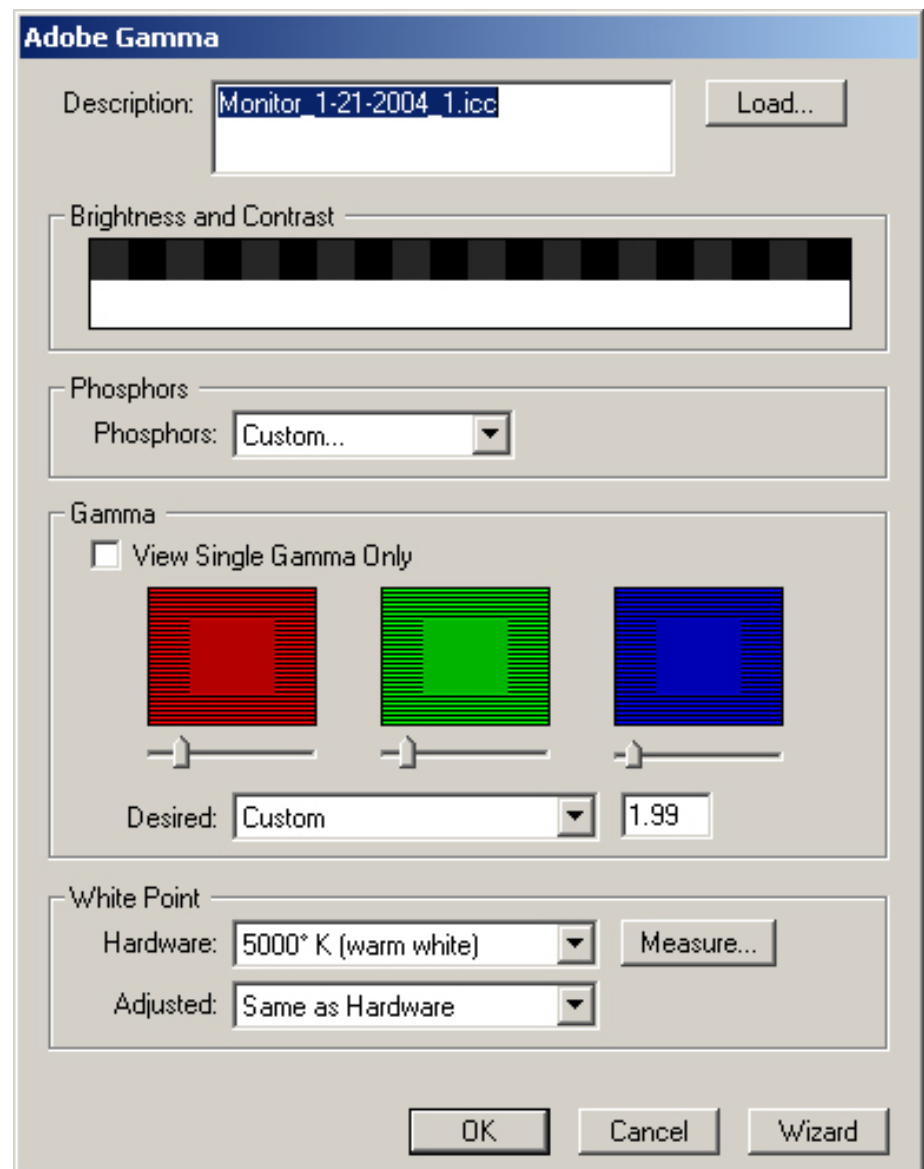 Adobe Gamma
Description: Monitor_1-21-2004_1.icc Load...
Brightness and Contrast
Phosphors
Phosphors: Custom...
Gamma
View Single Gamma Only
Desired: Custom 1.99
White Point
Hardware: 5000° K (warm white) Measure...
Adjusted: Same as Hardware
OK Cancel Wizard